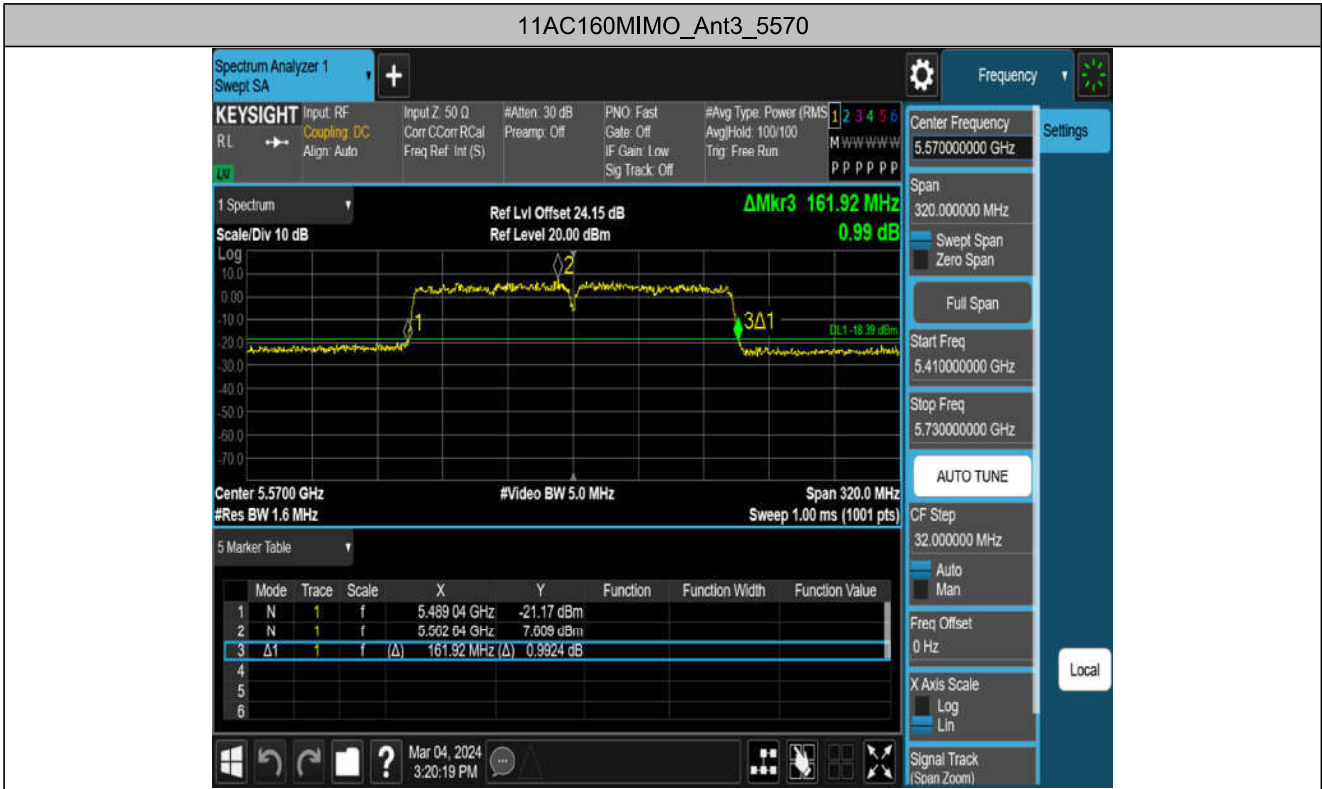 11AC160MIMO_Ant3_5570
Spectrum Analyzer 1
Swept SA
+
Frequency
KEYSIGHT
RL
LXI
Input: RF
Coupling: DC
Align: Auto
Input Z: 50 Ω
Corr CCorr RCal
Freq Ref: Int (S)
#Atten: 30 dB
Preamp: Off
PNO: Fast
Gate: Off
IF Gain: Low
Sig Track: Off
#Avg Type: Power (RMS
Avg|Hold: 100/100
Trig: Free Run
1 2 3 4 5 6
M W W W W W
P P P P P P
1 Spectrum
Scale/Div 10 dB
Ref Lvl Offset 24.15 dB
Ref Level 20.00 dBm
ΔMkr3 161.92 MHz
0.99 dB
Log
10.0
0.00
-10.0
-20.0
-30.0
-40.0
-50.0
-60.0
-70.0
1
2
3Δ1
DL1 -18.39 dBm
Center 5.5700 GHz
#Res BW 1.6 MHz
#Video BW 5.0 MHz
Span 320.0 MHz
Sweep 1.00 ms (1001 pts)
5 Marker Table
Mode Trace Scale X Y Function Function Width Function Value
1 N 1 f 5.489 04 GHz -21.17 dBm
2 N 1 f 5.562 64 GHz 7.609 dBm
3 Δ1 1 f (Δ) 161.92 MHz (Δ) 0.9924 dB
4
5
6
Mar 04, 2024
3:20:19 PM
?
Center Frequency
5.570000000 GHz
Settings
Span
320.000000 MHz
Swept Span
Zero Span
Full Span
Start Freq
5.410000000 GHz
Stop Freq
5.730000000 GHz
AUTO TUNE
CF Step
32.000000 MHz
Auto
Man
Freq Offset
0 Hz
Local
X Axis Scale
Log
Lin
Signal Track
(Span Zoom)